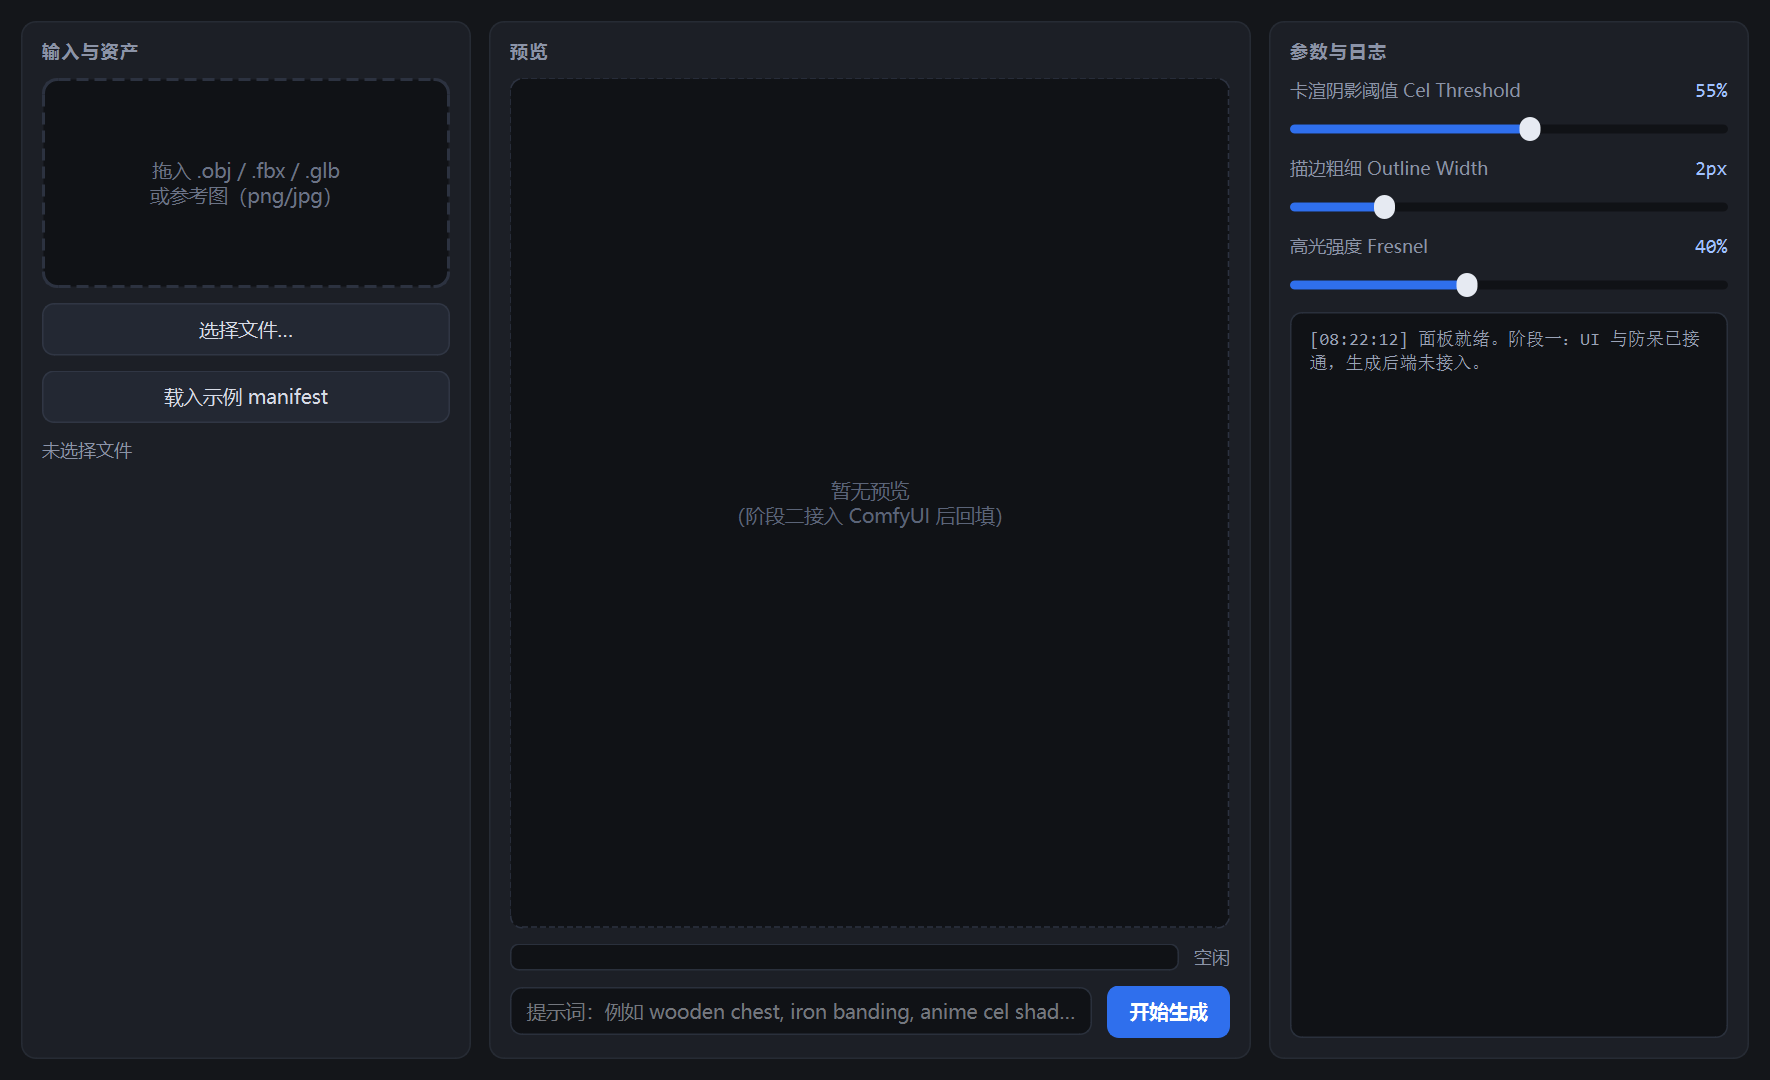 输入与资产
拖入 .obj / .fbx / .glb
或参考图（png/jpg）
选择文件...
载入示例 manifest
未选择文件
预览
暂无预览
(阶段二接入 ComfyUI 后回填)
空闲
提示词：例如 wooden chest, iron banding, anime cel shad...
开始生成
参数与日志
卡渲阴影阈值 Cel Threshold 55%
描边粗细 Outline Width 2px
高光强度 Fresnel 40%
[08:22:12] 面板就绪。阶段一：UI 与防呆已接
通，生成后端未接入。